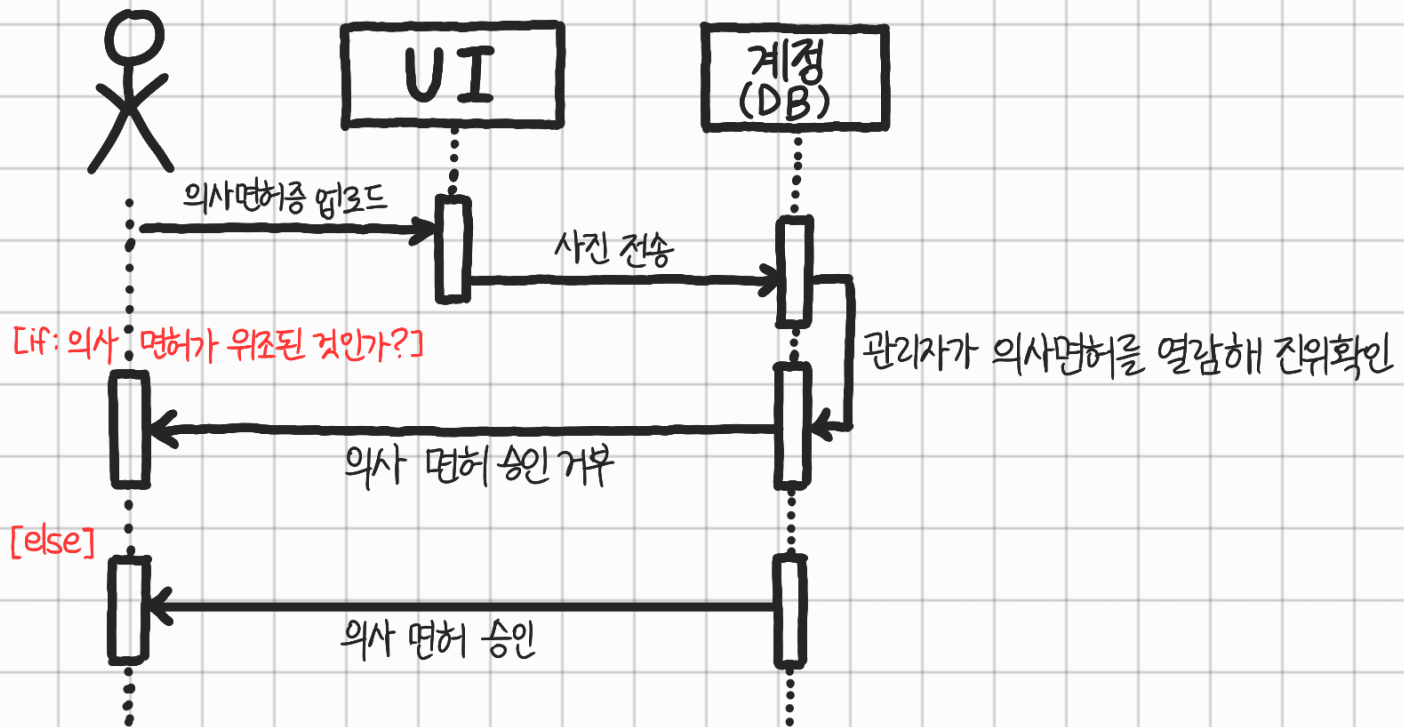 UI
계정
(DB)
의사면허증 업로드
사진 전송
[if: 의사 면허가 위조된 것인가?]
관리자가 의사면허를 열람해 진위확인
의사 면허 승인 거부
[else]
의사 면허 승인